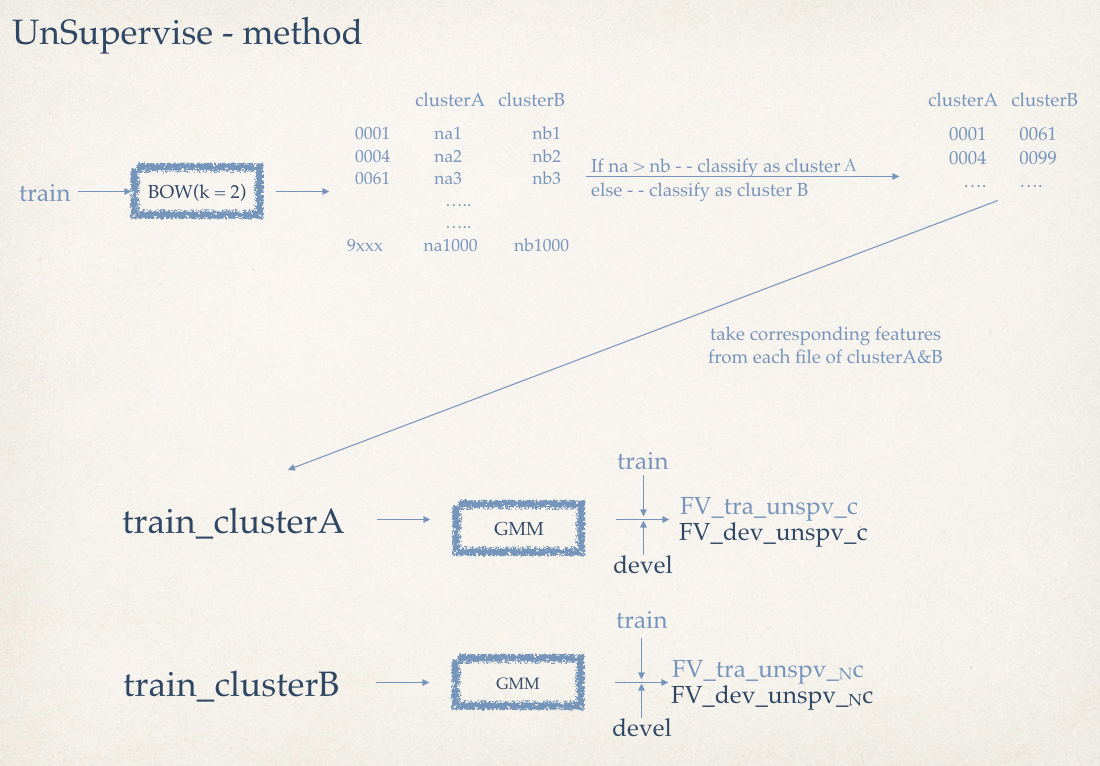 UnSupervise - method
clusterA clusterB
0001 na1 nb1
0004 na2 nb2
0061 na3 nb3
.....
.....
9xxx na1000 nb1000
train
BOW(k = 2)
If na > nb - - classify as cluster A
else - - classify as cluster B
clusterA clusterB
0001 0061
0004 0099
.... ....
take corresponding features
from each file of clusterA&B
train_clusterA
GMM
train
FV_tra_unspv_c
FV_dev_unspv_c
devel
train_clusterB
GMM
train
FV_tra_unspv_Nc
FV_dev_unspv_Nc
devel